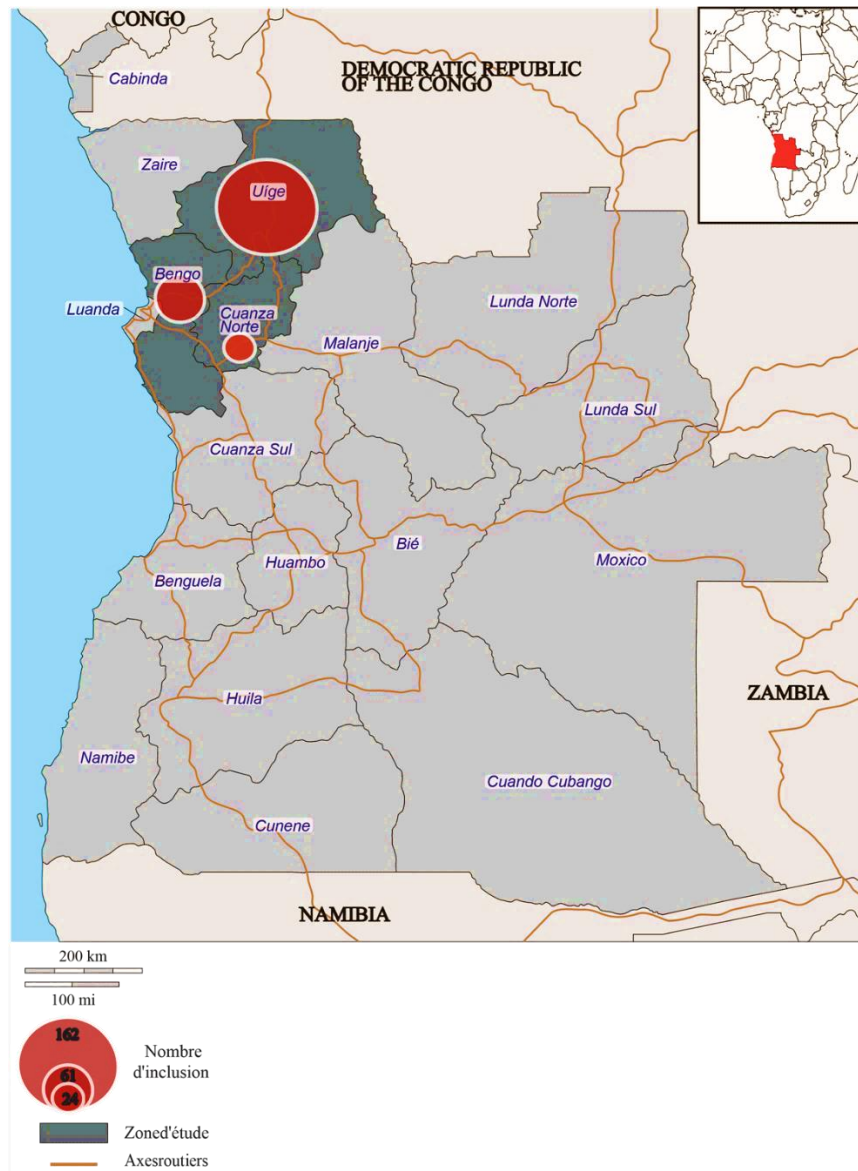 CONGO
Cabinda
DEMOCRATIC REPUBLIC
OF THE CONGO
Zaire
Uíge
Bengo
Luanda
Cuanza
Norte
Lunda Norte
Malanje
Lunda Sul
Cuanza Sul
Bié
Huambo
Moxico
Benguela
ZAMBIA
Huila
Namibe
Cuando Cubango
Cunene
NAMIBIA
200 km
100 mi
162
61
24
Nombre
d'inclusion
Zoned'étude
Axesroutiers